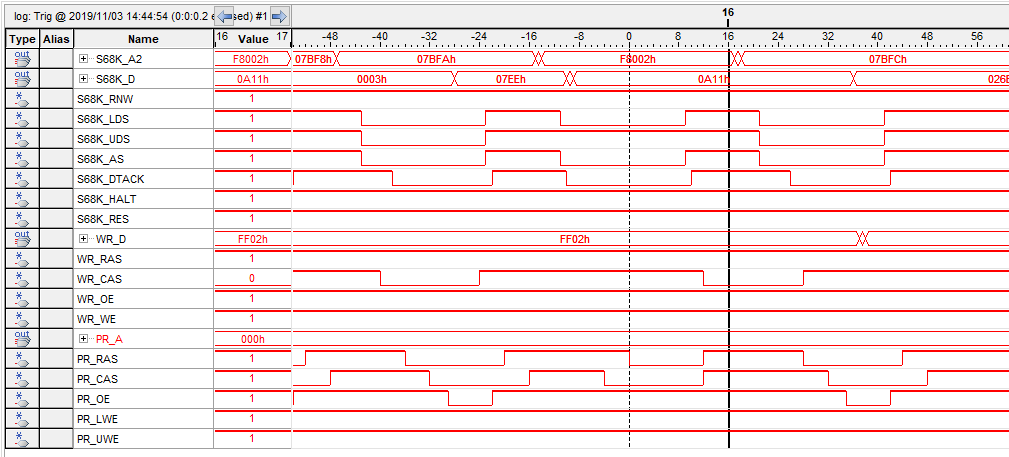 log: Trig @ 2019/11/03 14:44:54 (0:0:0.2 e sed) #1
16
Type Alias Name 16 Value 17 -48 -40 -32 -24 -16 -8 0 8 16 24 32 40 48 56
out S68K_A2 F8002h 07BF8h 07BFAh F8002h 07BFCh
out S68K_D 0A11h 0003h 07EEh 0A11h 026E
S68K_RNW 1
S68K_LDS 1
S68K_UDS 1
S68K_AS 1
S68K_DTACK 1
S68K_HALT 1
S68K_RES 1
out WR_D FF02h FF02h
WR_RAS 1
WR_CAS 0
WR_OE 1
WR_WE 1
out PR_A 000h
PR_RAS 1
PR_CAS 1
PR_OE 1
PR_LWE 1
PR_UWE 1